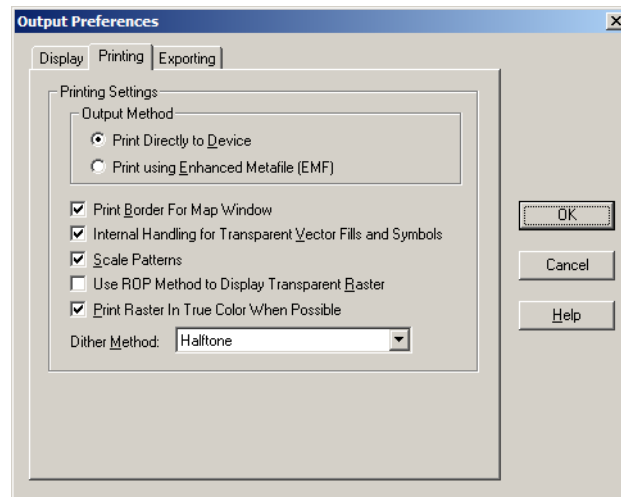 Output Preferences
Display Printing Exporting
Printing Settings
Output Method
Print Directly to Device
Print using Enhanced Metafile (EMF)
Print Border For Map Window
Internal Handling for Transparent Vector Fills and Symbols
Scale Patterns
Use ROP Method to Display Transparent Raster
Print Raster In True Color When Possible
Dither Method: Halftone
OK
Cancel
Help